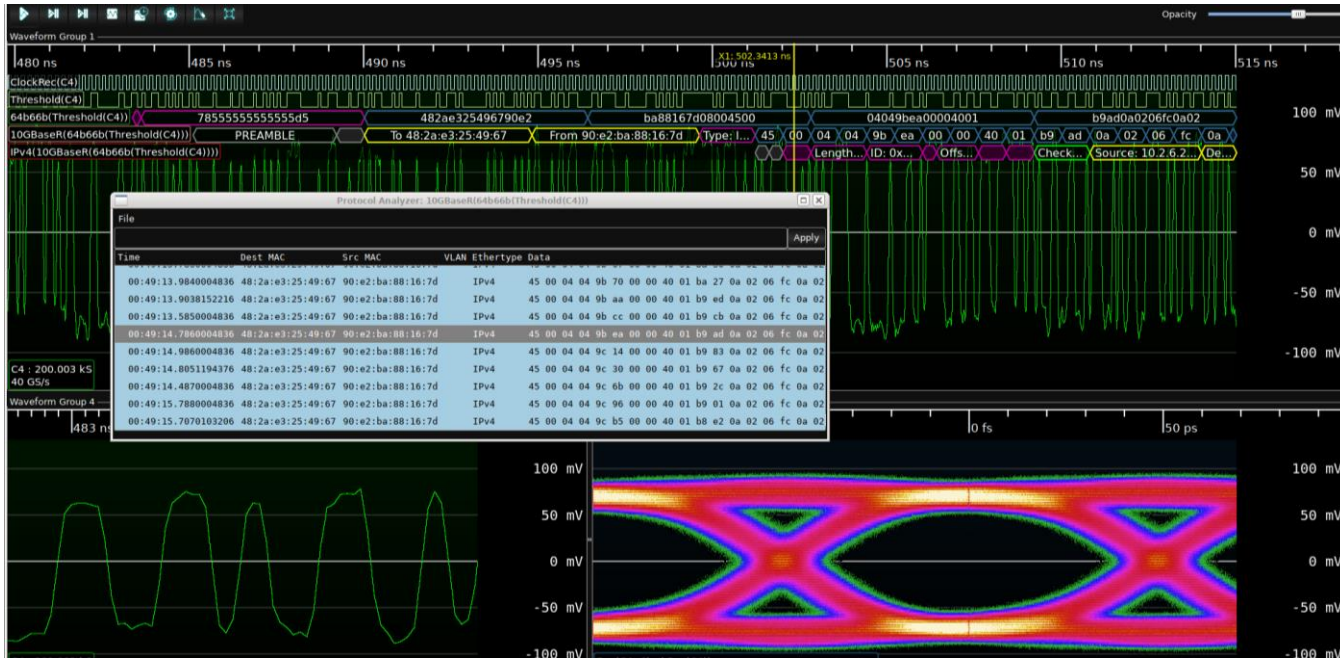 Opacity
Waveform Group 1
480 ns 485 ns 490 ns 495 ns 500 ns 505 ns 510 ns 515 ns
X1: 502.3413 ns
ClockRec(C4)
Threshold(C4) 100 mV
64b66b(Threshold(C4)) 78555555555555d5 482ae325496790e2 ba88167d08004500 04049bea00004001 b9ad0a0206fc0a02
10GBaseR(64b66b(Threshold(C4))) PREAMBLE To 48:2a:e3:25:49:67 From 90:e2:ba:88:16:7d Type: I... 45 00 04 04 9b ea 00 00 40 01 b9 ad 0a 02 06 fc 0a
IPv4(10GBaseR(64b66b(Threshold(C4)))) Length... ID: 0x... Offs... Check... Source: 10.2.6.2... De...
50 mV
0 mV
-50 mV
-100 mV
Protocol Analyzer: 10GBaseR(64b66b(Threshold(C4)))
File
Apply
Time Dest MAC Src MAC VLAN Ethertype Data
00:49:13.9840004836 48:2a:e3:25:49:67 90:e2:ba:88:16:7d IPv4 45 00 04 04 9b 70 00 00 40 01 ba 27 0a 02 06 fc 0a 02
00:49:13.9038152216 48:2a:e3:25:49:67 90:e2:ba:88:16:7d IPv4 45 00 04 04 9b aa 00 00 40 01 b9 ed 0a 02 06 fc 0a 02
00:49:13.5850004836 48:2a:e3:25:49:67 90:e2:ba:88:16:7d IPv4 45 00 04 04 9b cc 00 00 40 01 b9 cb 0a 02 06 fc 0a 02
00:49:14.7860004836 48:2a:e3:25:49:67 90:e2:ba:88:16:7d IPv4 45 00 04 04 9b ea 00 00 40 01 b9 ad 0a 02 06 fc 0a 02
00:49:14.9860004836 48:2a:e3:25:49:67 90:e2:ba:88:16:7d IPv4 45 00 04 04 9c 14 00 00 40 01 b9 83 0a 02 06 fc 0a 02
00:49:14.8051194376 48:2a:e3:25:49:67 90:e2:ba:88:16:7d IPv4 45 00 04 04 9c 30 00 00 40 01 b9 67 0a 02 06 fc 0a 02
00:49:14.4870004836 48:2a:e3:25:49:67 90:e2:ba:88:16:7d IPv4 45 00 04 04 9c 6b 00 00 40 01 b9 2c 0a 02 06 fc 0a 02
00:49:15.7880004836 48:2a:e3:25:49:67 90:e2:ba:88:16:7d IPv4 45 00 04 04 9c 96 00 00 40 01 b9 01 0a 02 06 fc 0a 02
00:49:15.7070103206 48:2a:e3:25:49:67 90:e2:ba:88:16:7d IPv4 45 00 04 04 9c b5 00 00 40 01 b8 e2 0a 02 06 fc 0a 02
C4 : 200.003 kS
40 GS/s
Waveform Group 4
483 ns 0 fs 50 ps
100 mV 100 mV
50 mV 50 mV
0 mV 0 mV
-50 mV -50 mV
-100 mV -100 mV